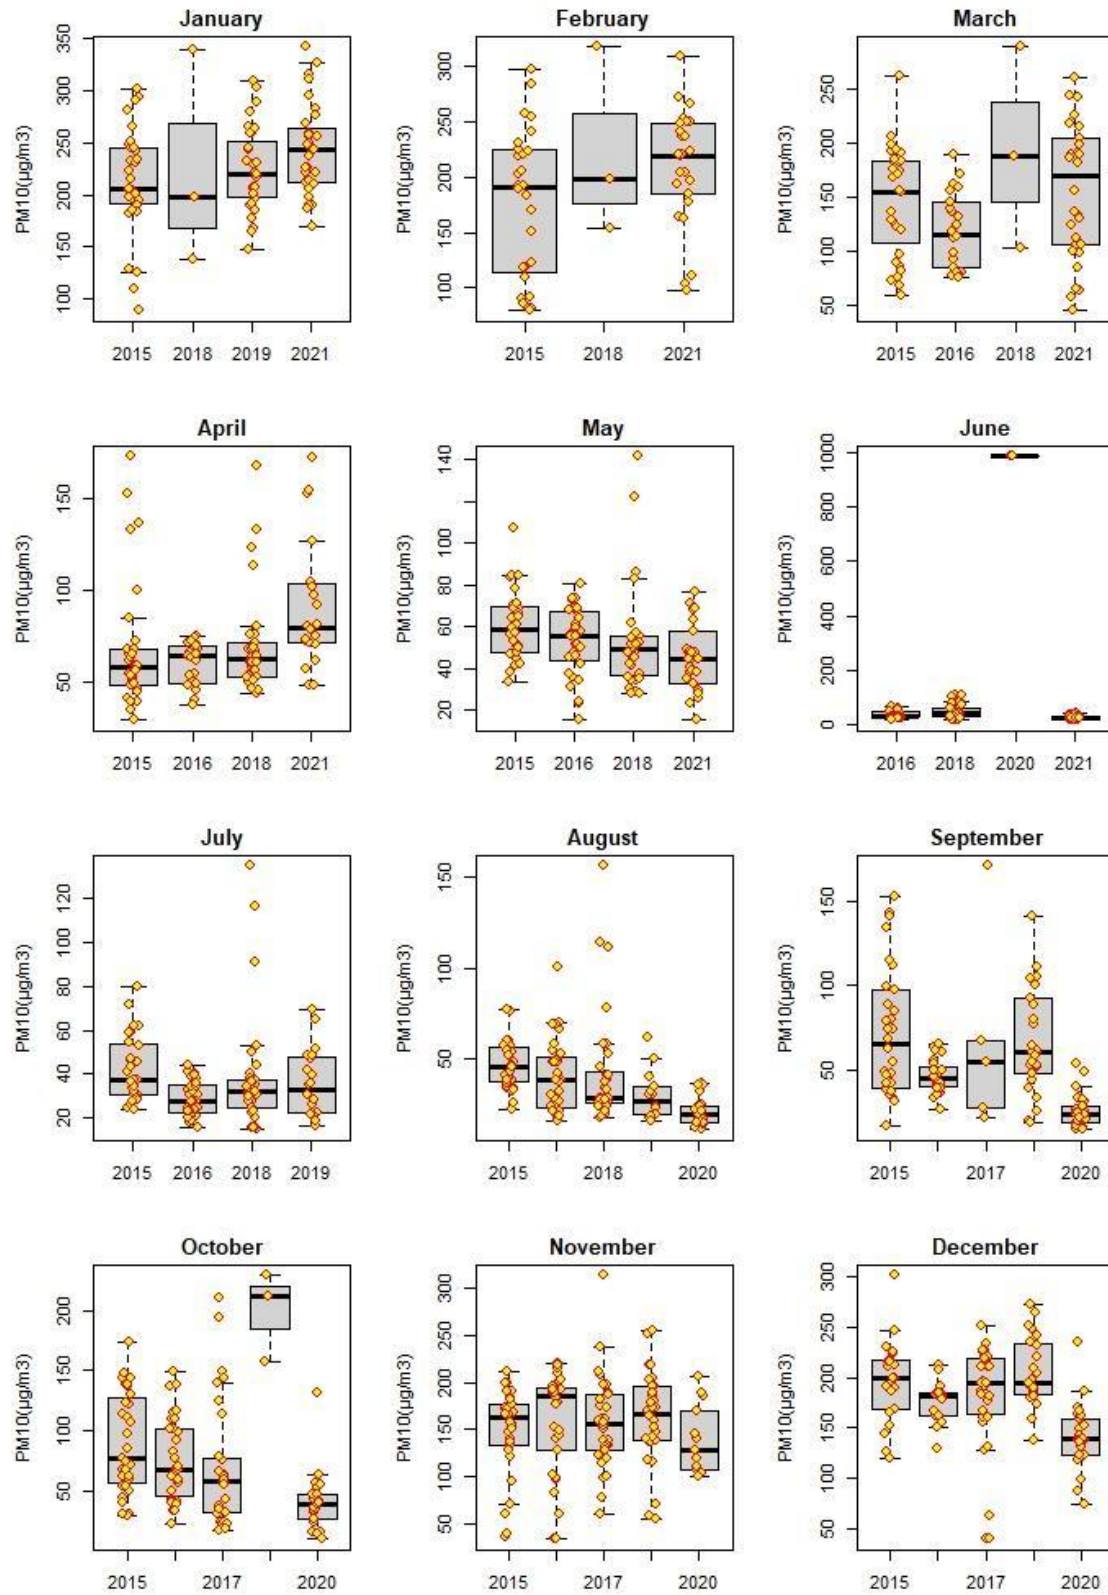 January
PM10(µg/m3)
350
300
250
200
150
100
2015 2018 2019 2021
February
PM10(µg/m3)
300
250
200
150
100
2015 2018 2021
March
PM10(µg/m3)
250
200
150
100
50
2015 2016 2018 2021
April
PM10(µg/m3)
150
100
50
2015 2016 2018 2021
May
PM10(µg/m3)
140
100
80
60
40
20
2015 2016 2018 2021
June
PM10(µg/m3)
1000
800
600
400
200
0
2016 2018 2020 2021
July
PM10(µg/m3)
120
100
80
60
40
20
2015 2016 2018 2019
August
PM10(µg/m3)
150
100
50
2015 2018 2020
September
PM10(µg/m3)
150
100
50
2015 2017 2020
October
PM10(µg/m3)
200
150
100
50
2015 2017 2020
November
PM10(µg/m3)
300
250
200
150
100
50
2015 2017 2020
December
PM10(µg/m3)
300
250
200
150
100
50
2015 2017 2020